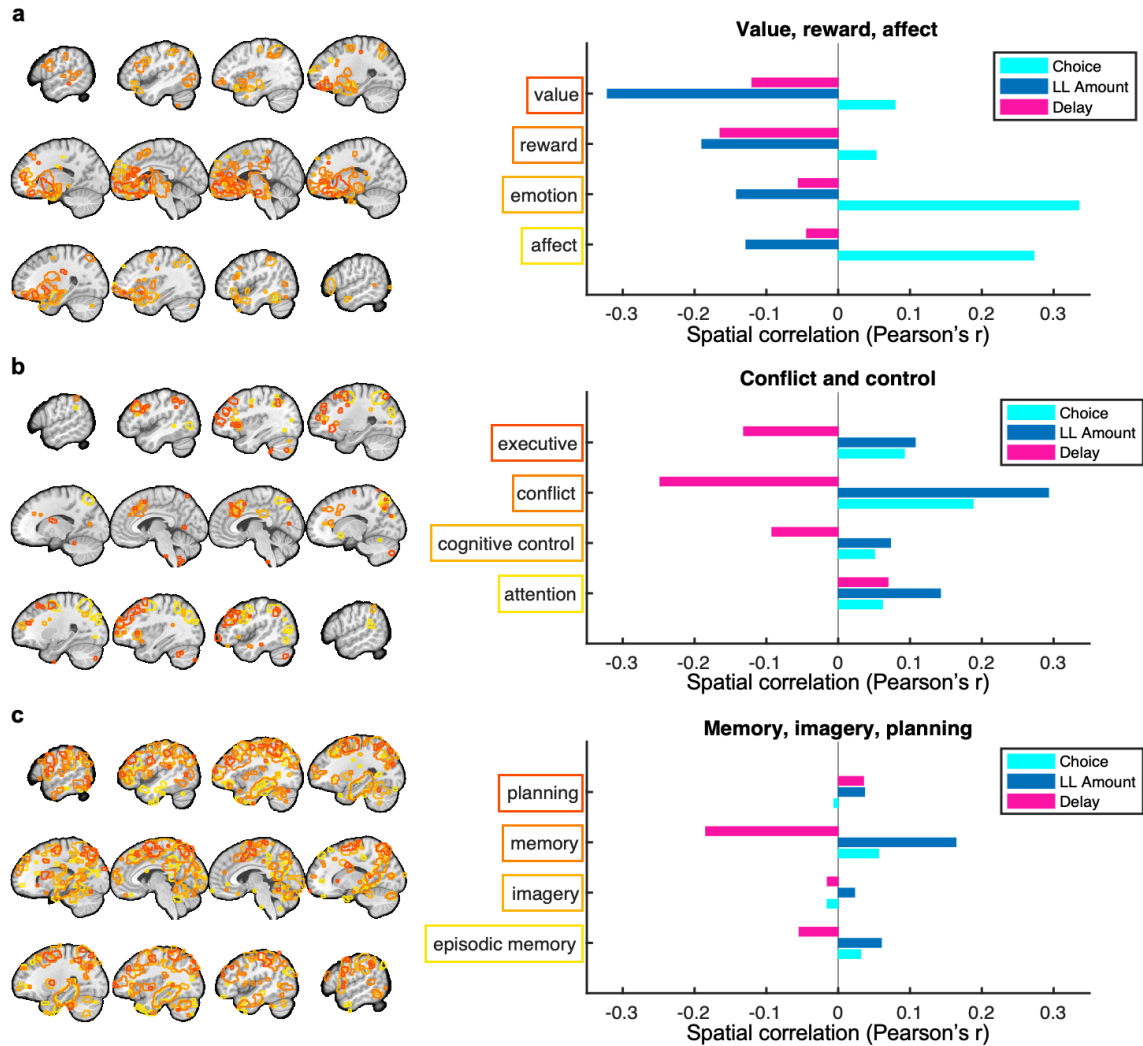 a
Value, reward, affect
Choice
LL Amount
Delay
value
reward
emotion
affect
-0.3 -0.2 -0.1 0 0.1 0.2 0.3
Spatial correlation (Pearson's r)
b
Conflict and control
Choice
LL Amount
Delay
executive
conflict
cognitive control
attention
-0.3 -0.2 -0.1 0 0.1 0.2 0.3
Spatial correlation (Pearson's r)
c
Memory, imagery, planning
Choice
LL Amount
Delay
planning
memory
imagery
episodic memory
-0.3 -0.2 -0.1 0 0.1 0.2 0.3
Spatial correlation (Pearson's r)